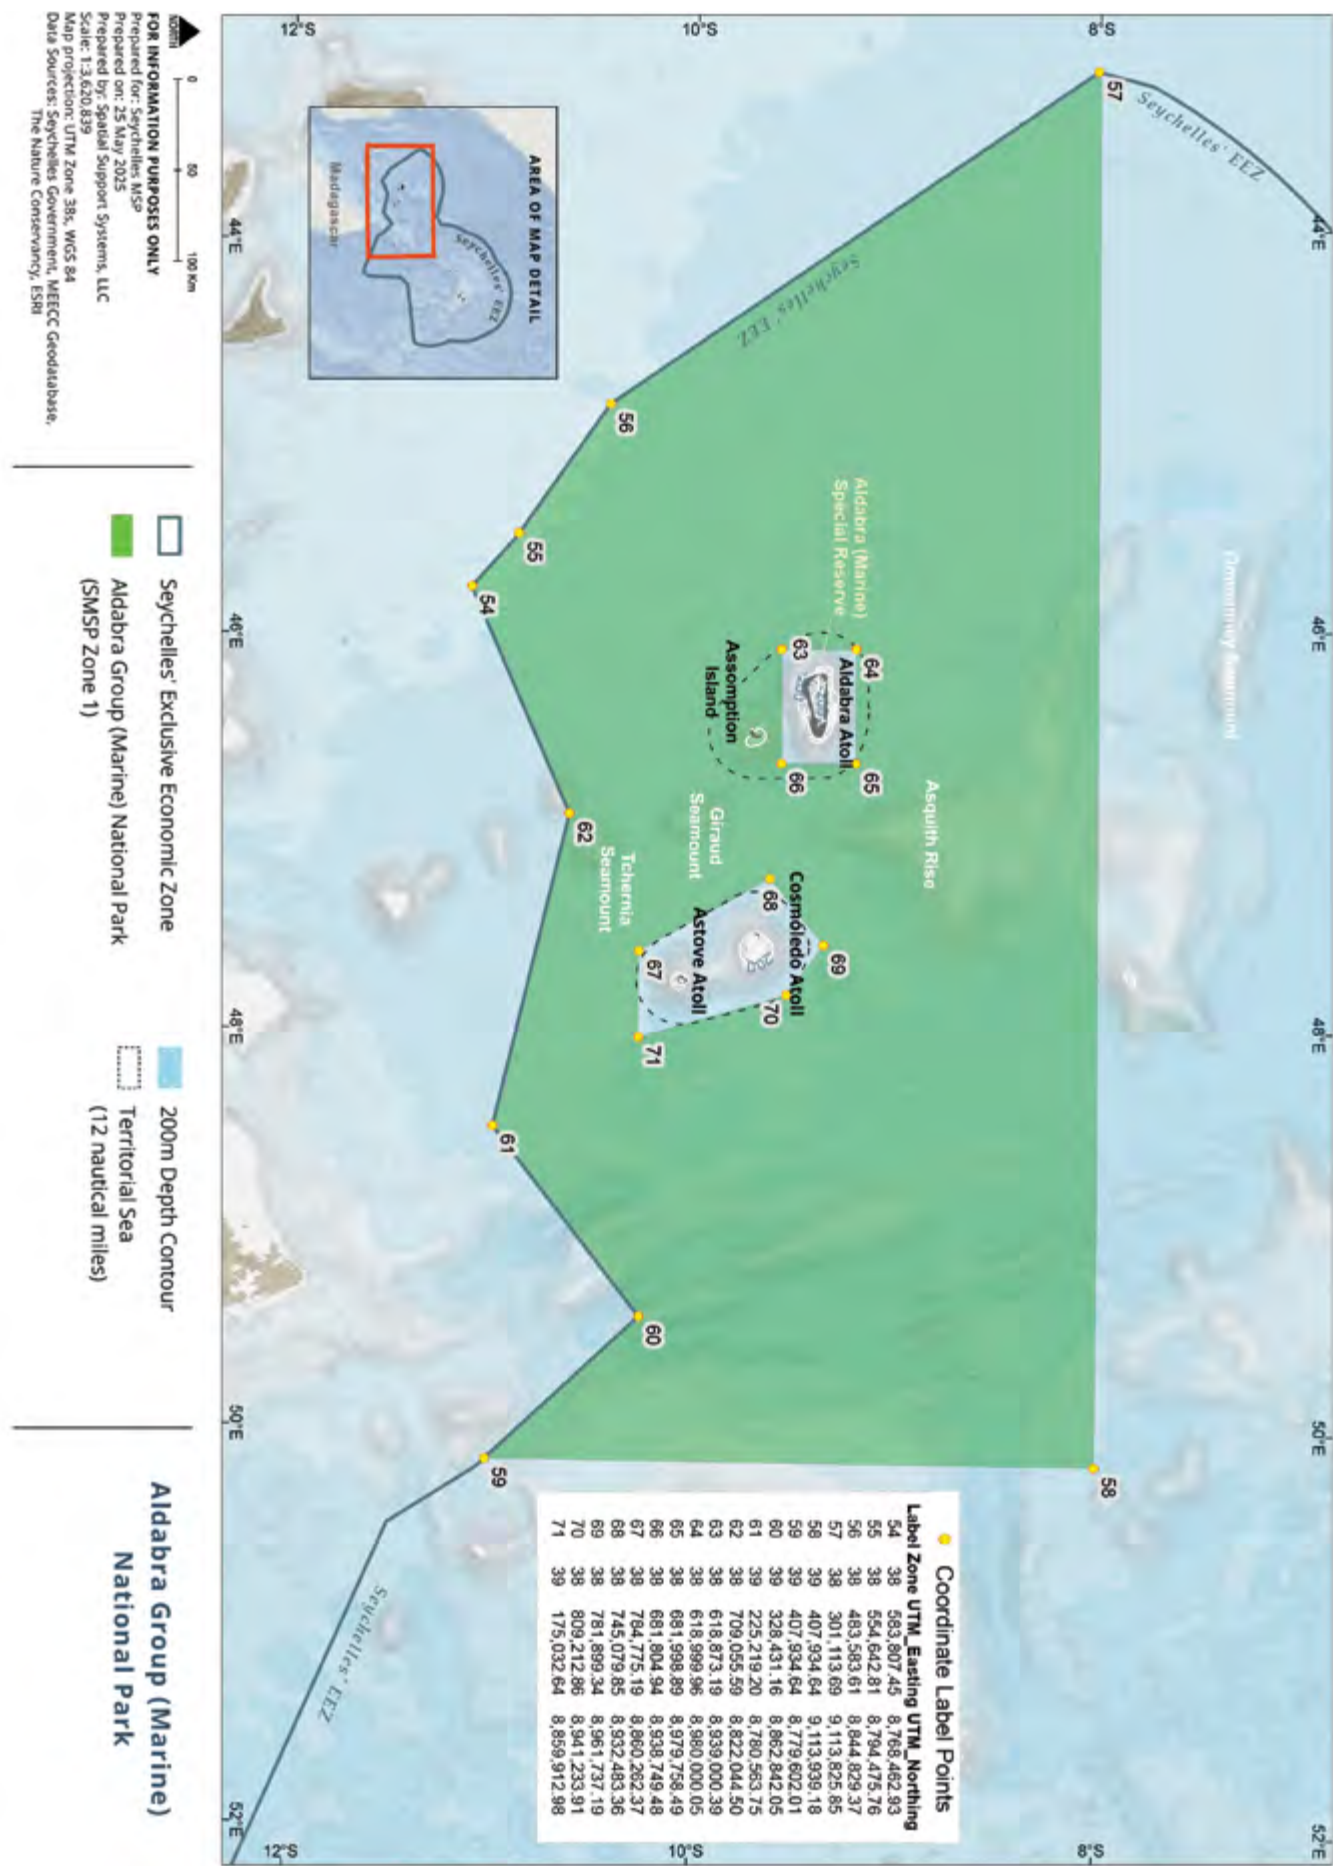 44°E
46°E
48°E
50°E
52°E
8°S
8°S
10°S
10°S
12°S
12°S
44°E
46°E
48°E
50°E
52°E
Seychelles' EEZ
Seychelles' EEZ
Seychelles' EEZ
57
58
56
55
54
62
61
60
59
64
65
63
66
69
68
70
67
71
Aldabra (Marine)
Special Reserve
Aldabra Atoll
Assomption
Island
Asquith Rise
Giraud
Seamount
Tchernia
Seamount
Cosmoledo Atoll
Astove Atoll
AREA OF MAP DETAIL
Seychelles' EEZ
Madagascar
Coordinate Label Points
Label Zone UTM_Easting UTM_Northing
54 38 583,807.45 8,768,462.93
55 38 554,642.81 8,794,475.76
56 38 483,583.61 8,844,829.37
57 38 301,113.69 9,113,825.85
58 39 407,934.64 9,113,939.18
59 39 407,934.64 8,779,602.01
60 39 328,431.16 8,862,842.05
61 39 225,219.20 8,780,563.75
62 38 709,055.59 8,822,044.50
63 38 618,873.19 8,939,000.39
64 38 618,999.96 8,980,000.05
65 38 681,998.89 8,979,758.49
66 38 681,804.94 8,938,749.48
67 38 784,775.19 8,860,262.37
68 38 745,079.85 8,932,483.36
69 38 781,899.34 8,961,737.19
70 38 809,212.86 8,941,233.91
71 39 175,032.64 8,859,912.98
NORTH
0 50 100 Km
FOR INFORMATION PURPOSES ONLY
Prepared for: Seychelles MSP
Prepared on: 25 May 2025
Prepared by: Spatial Support Systems, LLC
Scale: 1:3,620,839
Map projection: UTM Zone 38s, WGS 84
Data Sources: Seychelles Government, MEECC Geodatabase,
The Nature Conservancy, ESRI
Seychelles' Exclusive Economic Zone
Aldabra Group (Marine) National Park
(SMSP Zone 1)
200m Depth Contour
Territorial Sea
(12 nautical miles)
Aldabra Group (Marine)
National Park